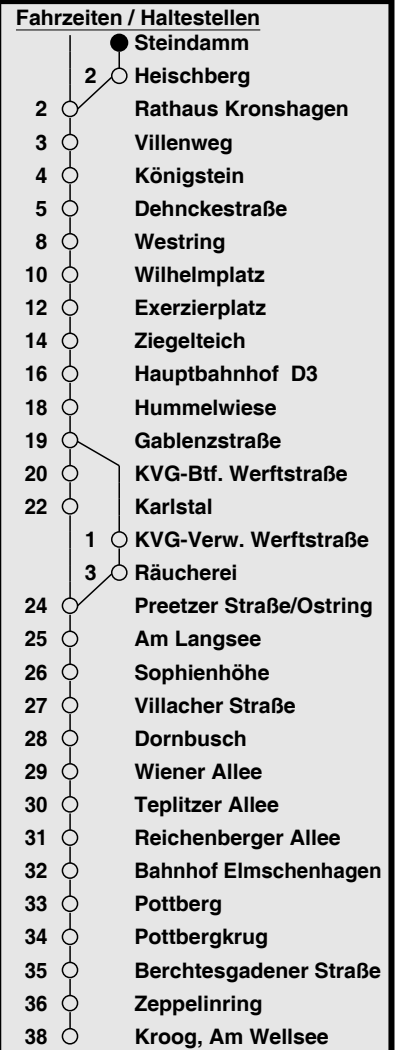 Fahrzeiten / Haltestellen
Steindamm
2 Heischberg
2 Rathaus Kronshagen
3 Villenweg
4 Königstein
5 Dehnckestraße
8 Westring
10 Wilhelmplatz
12 Exerzierplatz
14 Ziegelteich
16 Hauptbahnhof D3
18 Hummelwiese
19 Gablenzstraße
20 KVG-Btf. Werftstraße
22 Karlstal
1 KVG-Verw. Werftstraße
3 Räucherei
24 Preetzer Straße/Ostring
25 Am Langsee
26 Sophienhöhe
27 Villacher Straße
28 Dornbusch
29 Wiener Allee
30 Teplitzer Allee
31 Reichenberger Allee
32 Bahnhof Elmschenhagen
33 Pottberg
34 Pottbergkrug
35 Berchtesgadener Straße
36 Zeppelinring
38 Kroog, Am Wellsee